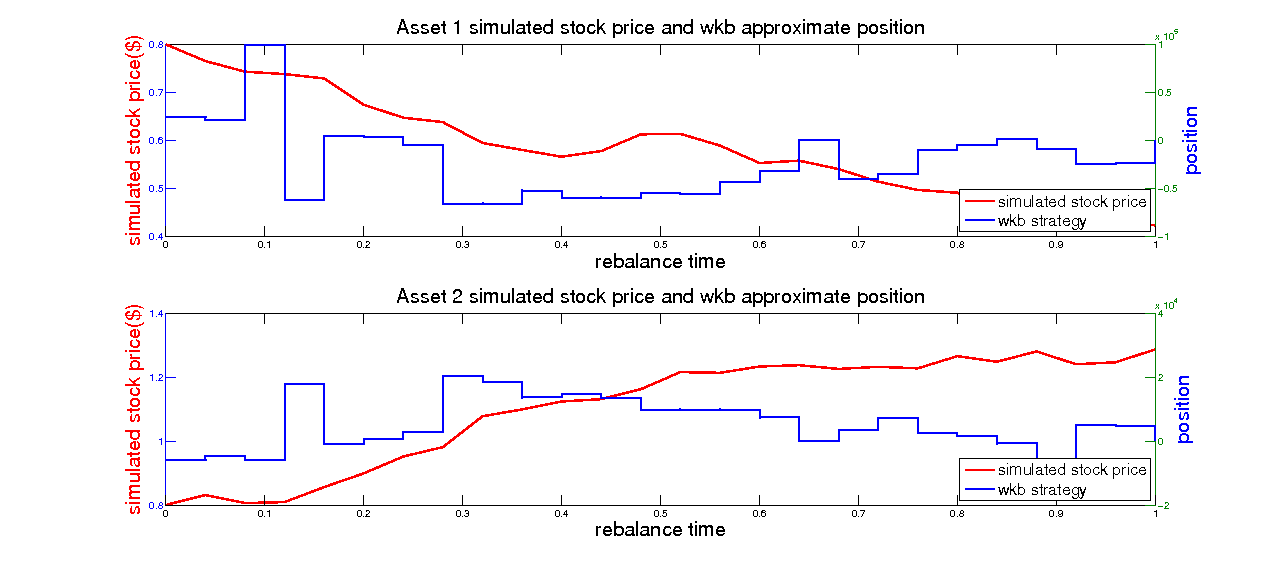 Asset 1 simulated stock price and wkb approximate position
x 10^5
0.8 1
0.7 0.5
0.6 0
0.5 -0.5
0.4 -1
simulated stock price($)
position
simulated stock price
wkb strategy
0 0.1 0.2 0.3 0.4 0.5 0.6 0.7 0.8 0.9 1
rebalance time
Asset 2 simulated stock price and wkb approximate position
x 10^4
1.4 4
1.2 2
1 0
0.8 -2
simulated stock price($)
position
simulated stock price
wkb strategy
0 0.1 0.2 0.3 0.4 0.5 0.6 0.7 0.8 0.9 1
rebalance time